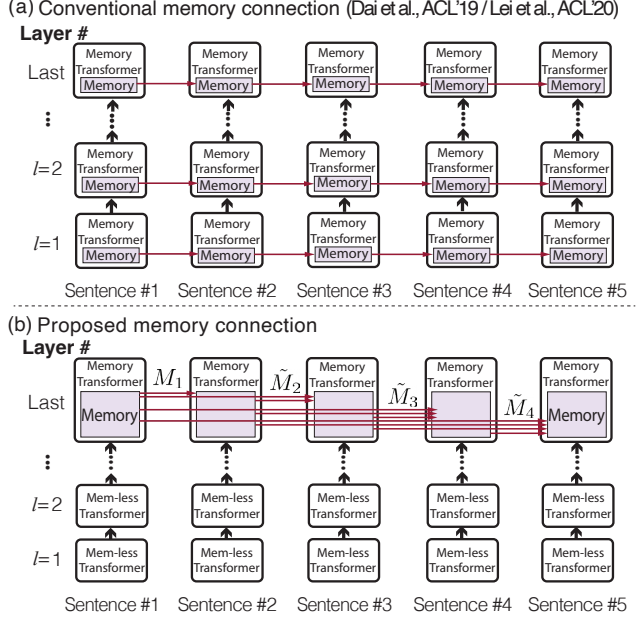 (a) Conventional memory connection (Dai et al., ACL'19 / Lei et al., ACL'20)
Layer #
Last
Memory Transformer Memory
Memory Transformer Memory
Memory Transformer Memory
Memory Transformer Memory
Memory Transformer Memory
l=2
Memory Transformer Memory
Memory Transformer Memory
Memory Transformer Memory
Memory Transformer Memory
Memory Transformer Memory
l=1
Memory Transformer Memory
Memory Transformer Memory
Memory Transformer Memory
Memory Transformer Memory
Memory Transformer Memory
Sentence #1 Sentence #2 Sentence #3 Sentence #4 Sentence #5
(b) Proposed memory connection
Layer #
Last
Memory Transformer Memory
M₁
Memory Transformer
M̃₂
Memory Transformer
M̃₃
Memory Transformer
M̃₄
Memory Transformer Memory
l=2
Mem-less Transformer
Mem-less Transformer
Mem-less Transformer
Mem-less Transformer
Mem-less Transformer
l=1
Mem-less Transformer
Mem-less Transformer
Mem-less Transformer
Mem-less Transformer
Mem-less Transformer
Sentence #1 Sentence #2 Sentence #3 Sentence #4 Sentence #5